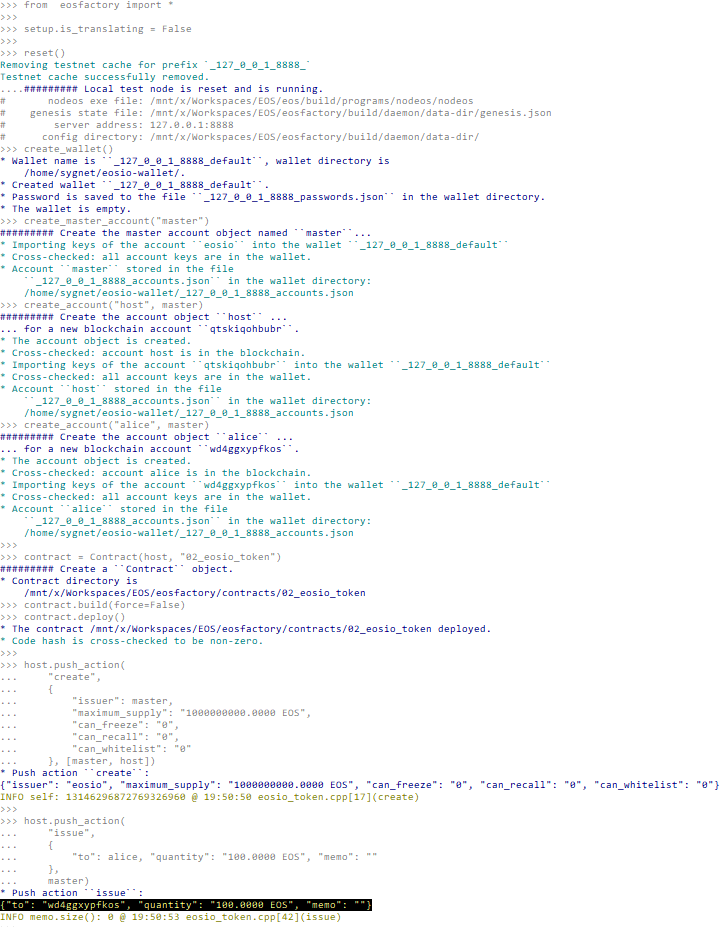 >>> from  eosfactory import *
>>>
>>> setup.is_translating = False
>>>
>>> reset()
Removing testnet cache for prefix `_127_0_0_1_8888_`
Testnet cache successfully removed.
....######### Local test node is reset and is running.
#       nodeos exe file: /mnt/x/Workspaces/EOS/eos/build/programs/nodeos/nodeos
#    genesis state file: /mnt/x/Workspaces/EOS/eosfactory/build/daemon/data-dir/genesis.json
#        server address: 127.0.0.1:8888
#      config directory: /mnt/x/Workspaces/EOS/eosfactory/build/daemon/data-dir/
>>> create_wallet()
* Wallet name is ``_127_0_0_1_8888_default``, wallet directory is
    /home/sygnet/eosio-wallet/.
* Created wallet ``_127_0_0_1_8888_default``.
* Password is saved to the file ``_127_0_0_1_8888_passwords.json`` in the wallet directory.
* The wallet is empty.
>>> create_master_account("master")
######### Create the master account object named ``master``...
* Importing keys of the account ``eosio`` into the wallet ``_127_0_0_1_8888_default``
* Cross-checked: all account keys are in the wallet.
* Account ``master`` stored in the file
    ``_127_0_0_1_8888_accounts.json`` in the wallet directory:
    /home/sygnet/eosio-wallet/_127_0_0_1_8888_accounts.json
>>> create_account("host", master)
######### Create the account object ``host`` ...
... for a new blockchain account ``qtskiqohbubr``.
* The account object is created.
* Cross-checked: account host is in the blockchain.
* Importing keys of the account ``qtskiqohbubr`` into the wallet ``_127_0_0_1_8888_default``
* Cross-checked: all account keys are in the wallet.
* Account ``host`` stored in the file
    ``_127_0_0_1_8888_accounts.json`` in the wallet directory:
    /home/sygnet/eosio-wallet/_127_0_0_1_8888_accounts.json
>>> create_account("alice", master)
######### Create the account object ``alice`` ...
... for a new blockchain account ``wd4ggxypfkos``.
* The account object is created.
* Cross-checked: account alice is in the blockchain.
* Importing keys of the account ``wd4ggxypfkos`` into the wallet ``_127_0_0_1_8888_default``
* Cross-checked: all account keys are in the wallet.
* Account ``alice`` stored in the file
    ``_127_0_0_1_8888_accounts.json`` in the wallet directory:
    /home/sygnet/eosio-wallet/_127_0_0_1_8888_accounts.json
>>>
>>> contract = Contract(host, "02_eosio_token")
######### Create a ``Contract`` object.
* Contract directory is
    /mnt/x/Workspaces/EOS/eosfactory/contracts/02_eosio_token
>>> contract.build(force=False)
>>> contract.deploy()
* The contract /mnt/x/Workspaces/EOS/eosfactory/contracts/02_eosio_token deployed.
* Code hash is cross-checked to be non-zero.
>>>
>>> host.push_action(
...     "create",
...     {
...         "issuer": master,
...         "maximum_supply": "1000000000.0000 EOS",
...         "can_freeze": "0",
...         "can_recall": "0",
...         "can_whitelist": "0"
...     }, [master, host])
* Push action ``create``:
{"issuer": "eosio", "maximum_supply": "1000000000.0000 EOS", "can_freeze": "0", "can_recall": "0", "can_whitelist": "0"}
INFO self: 13146296872769326960 @ 19:50:50 eosio_token.cpp[17](create)
>>>
>>> host.push_action(
...     "issue",
...     {
...         "to": alice, "quantity": "100.0000 EOS", "memo": ""
...     },
...     master)
* Push action ``issue``:
{"to": "wd4ggxypfkos", "quantity": "100.0000 EOS", "memo": ""}
INFO memo.size(): 0 @ 19:50:53 eosio_token.cpp[42](issue)